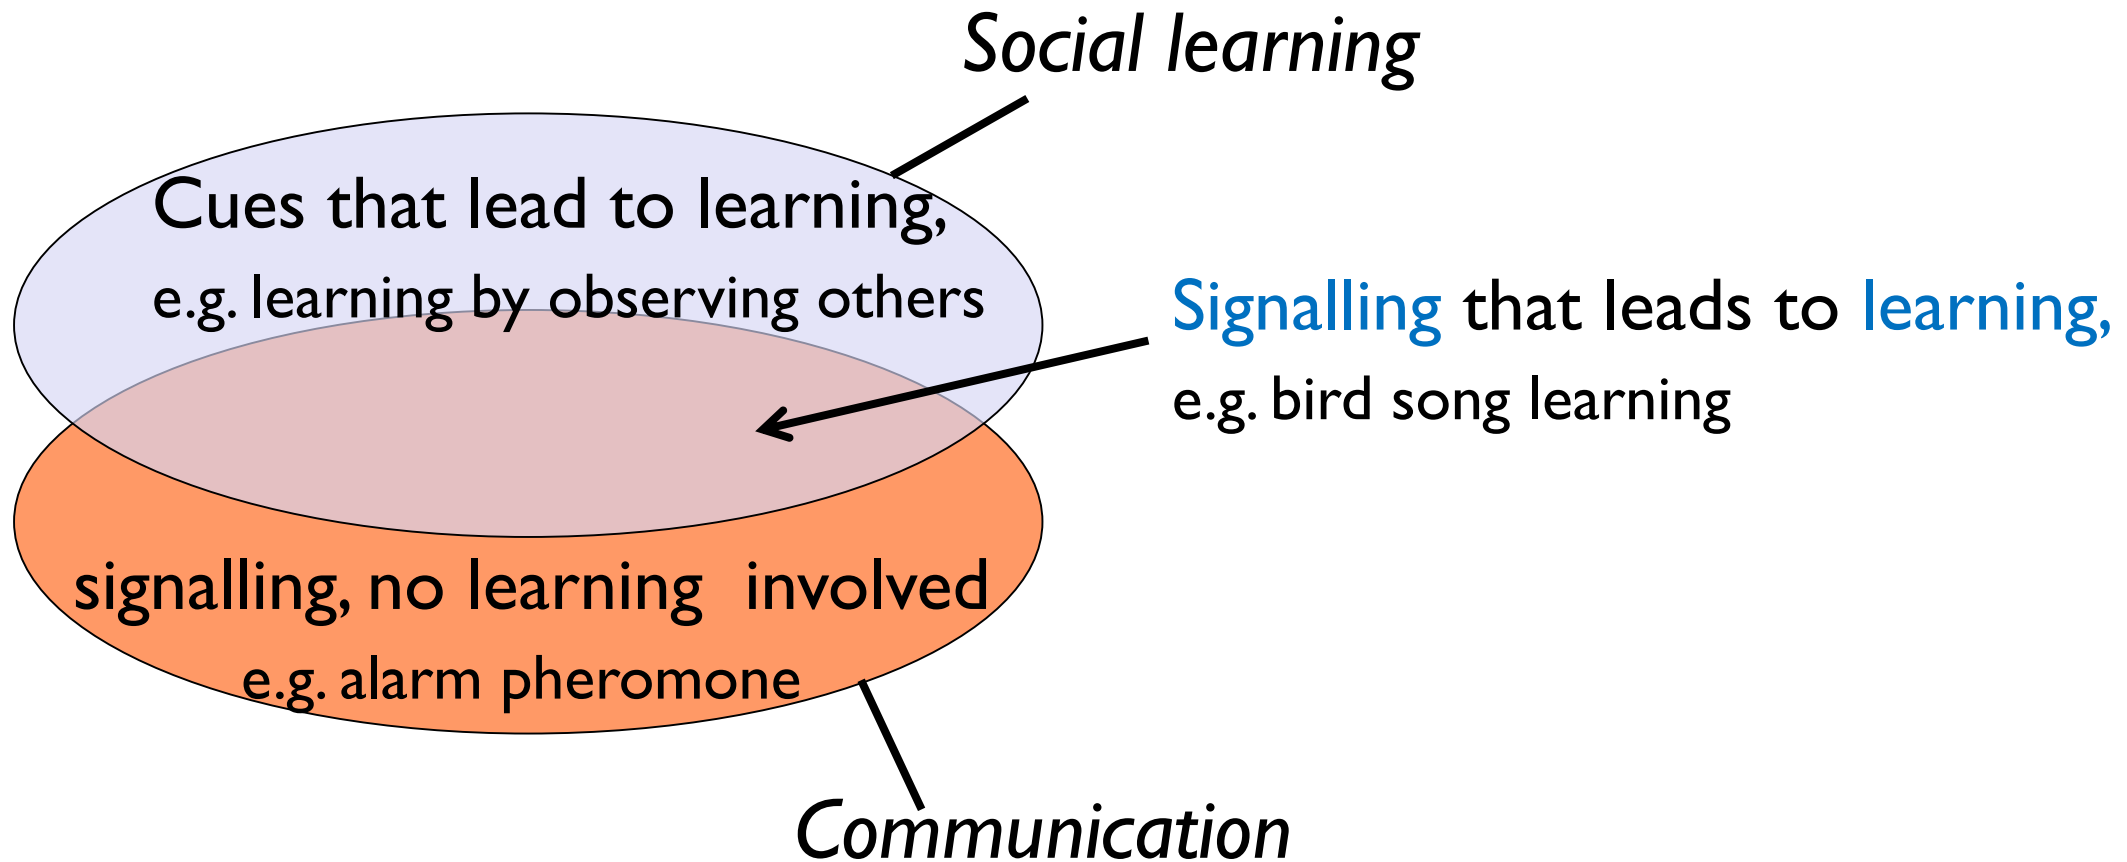 Social learning
Cues that lead to learning,
e.g. learning by observing others
Signalling that leads to learning,
e.g. bird song learning
signalling, no learning  involved
e.g. alarm pheromone
Communication